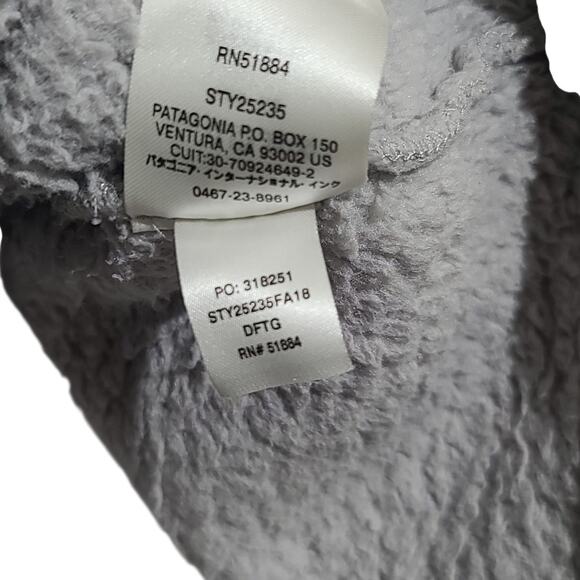 RN51884
STY25235
PATAGONIA P.O. BOX 150
VENTURA, CA 93002 US
CUIT:30-70924649-2
パタゴニア・インターナショナル・インク
0467-23-8961
PO: 318251
STY25235FA18
DFTG
RN# 51884